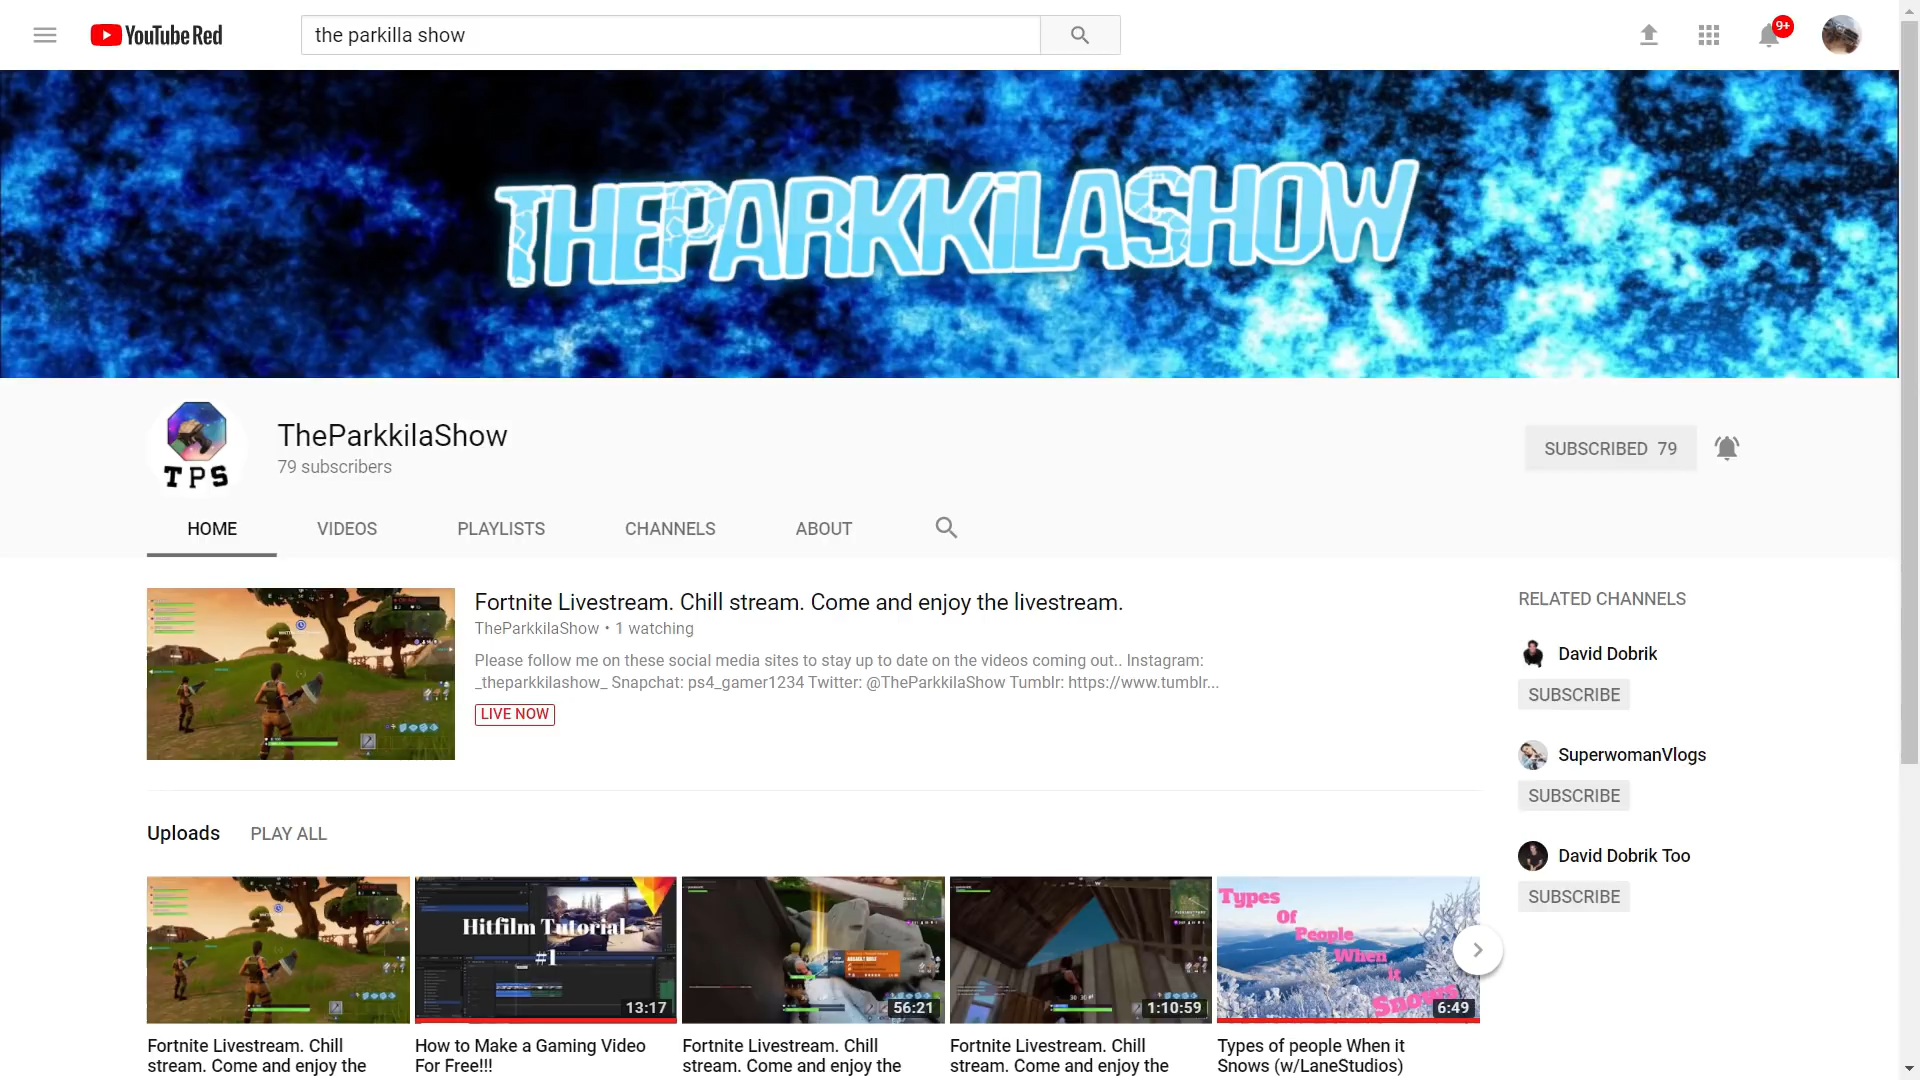 YouTube Red
the parkilla show
9+
THEPARKKiLASHOW
TPS
TheParkkilaShow
79 subscribers
SUBSCRIBED 79
HOME VIDEOS PLAYLISTS CHANNELS ABOUT
Fortnite Livestream. Chill stream. Come and enjoy the livestream.
TheParkkilaShow • 1 watching
Please follow me on these social media sites to stay up to date on the videos coming out.. Instagram:
_theparkkilashow_ Snapchat: ps4_gamer1234 Twitter: @TheParkkilaShow Tumblr: https://www.tumblr...
LIVE NOW
RELATED CHANNELS
David Dobrik
SUBSCRIBE
SuperwomanVlogs
SUBSCRIBE
David Dobrik Too
SUBSCRIBE
Uploads PLAY ALL
Hitfilm Tutorial
#1
13:17
56:21
1:10:59
Types
Of
People
When
it
Snows
6:49
Fortnite Livestream. Chill
stream. Come and enjoy the
How to Make a Gaming Video
For Free!!!
Fortnite Livestream. Chill
stream. Come and enjoy the
Fortnite Livestream. Chill
stream. Come and enjoy the
Types of people When it
Snows (w/LaneStudios)